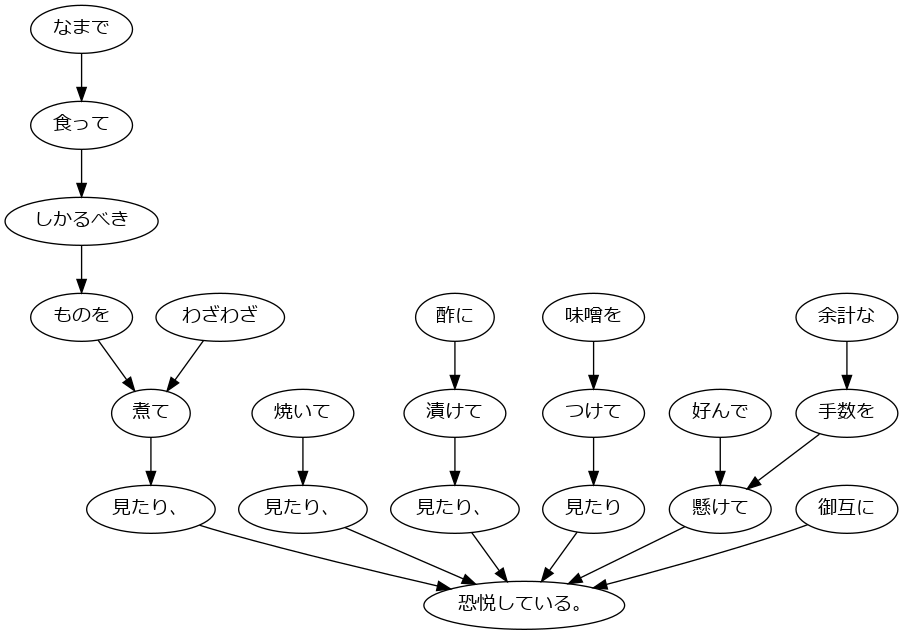 なまで
食って
しかるべき
ものを
わざわざ
酢に
味噌を
余計な
煮て
焼いて
漬けて
つけて
好んで
手数を
見たり、
見たり、
見たり、
見たり
懸けて
御互に
恐悦している。